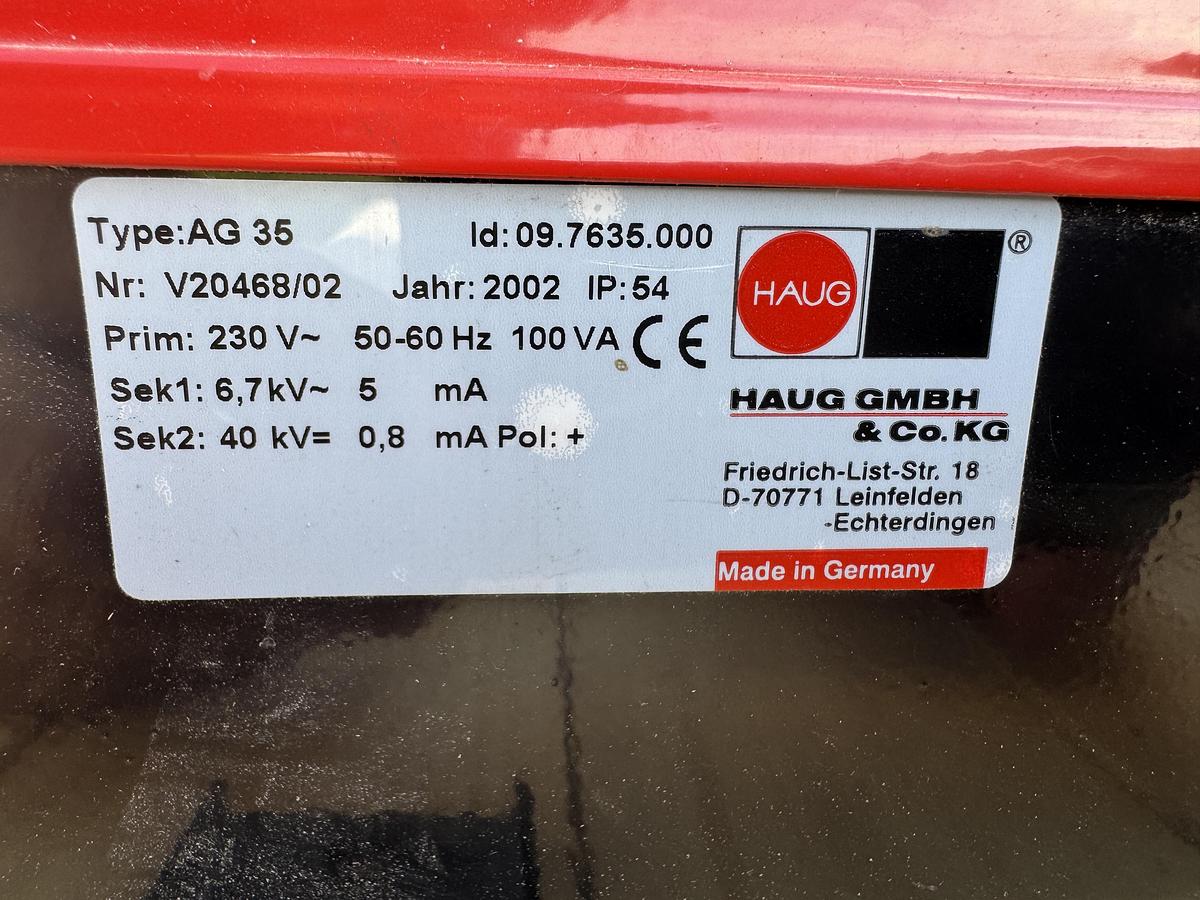 Type:AG 35 Id:09.7635.000
Nr: V20468/02 Jahr:2002 IP:54
Prim: 230 V~ 50-60 Hz 100 VA CE
Sek1: 6,7kV~ 5 mA
Sek2: 40 kV= 0,8 mA Pol: +
HAUG ®
HAUG GMBH
& Co. KG
Friedrich-List-Str. 18
D-70771 Leinfelden
-Echterdingen
Made in Germany